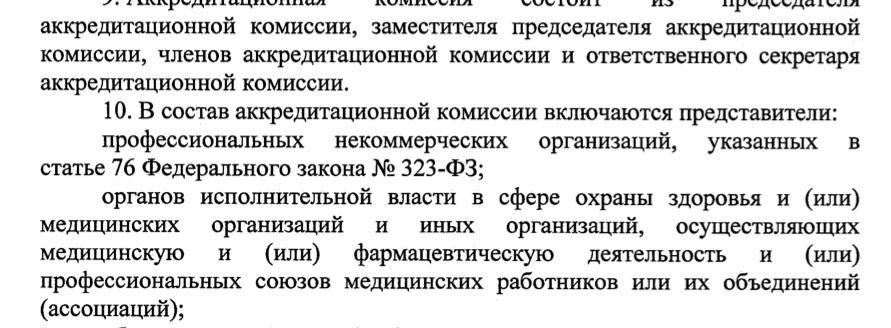 9. Аккредитационная комиссия состоит из председателя
аккредитационной комиссии, заместителя председателя аккредитационной
комиссии, членов аккредитационной комиссии и ответственного секретаря
аккредитационной комиссии.
10. В состав аккредитационной комиссии включаются представители:
профессиональных некоммерческих организаций, указанных в
статье 76 Федерального закона № 323-ФЗ;
органов исполнительной власти в сфере охраны здоровья и (или)
медицинских организаций и иных организаций, осуществляющих
медицинскую и (или) фармацевтическую деятельность и (или)
профессиональных союзов медицинских работников или их объединений
(ассоциаций);